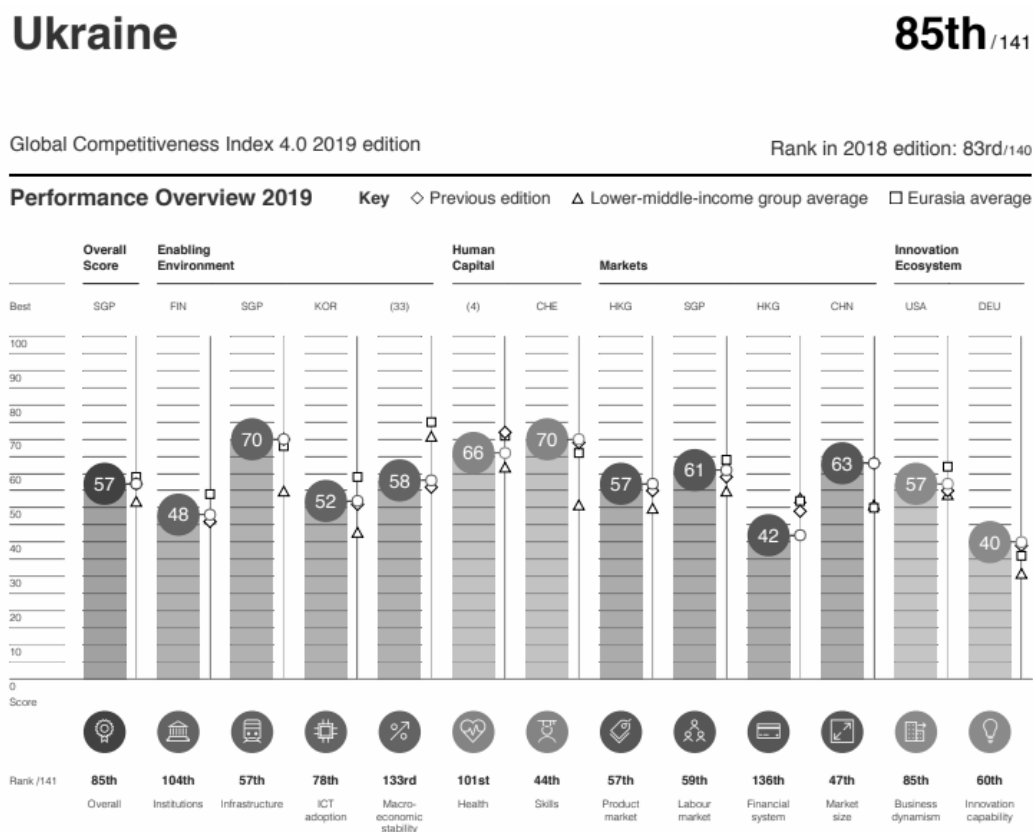 Ukraine
85th/141
Global Competitiveness Index 4.0 2019 edition
Rank in 2018 edition: 83rd/140
Performance Overview 2019
Key ◇ Previous edition △ Lower-middle-income group average □ Eurasia average
Overall Score
Enabling Environment
Human Capital
Markets
Innovation Ecosystem
Best SGP FIN SGP KOR (33) (4) CHE HKG SGP HKG CHN USA DEU
100
90
80
70
60
50
40
30
20
10
0
Score
57 48 70 52 58 66 70 57 61 42 63 57 40
Rank /141 85th 104th 57th 78th 133rd 101st 44th 57th 59th 136th 47th 85th 60th
Overall
Institutions
Infrastructure
ICT adoption
Macro-economic stability
Health
Skills
Product market
Labour market
Financial system
Market size
Business dynamism
Innovation capability